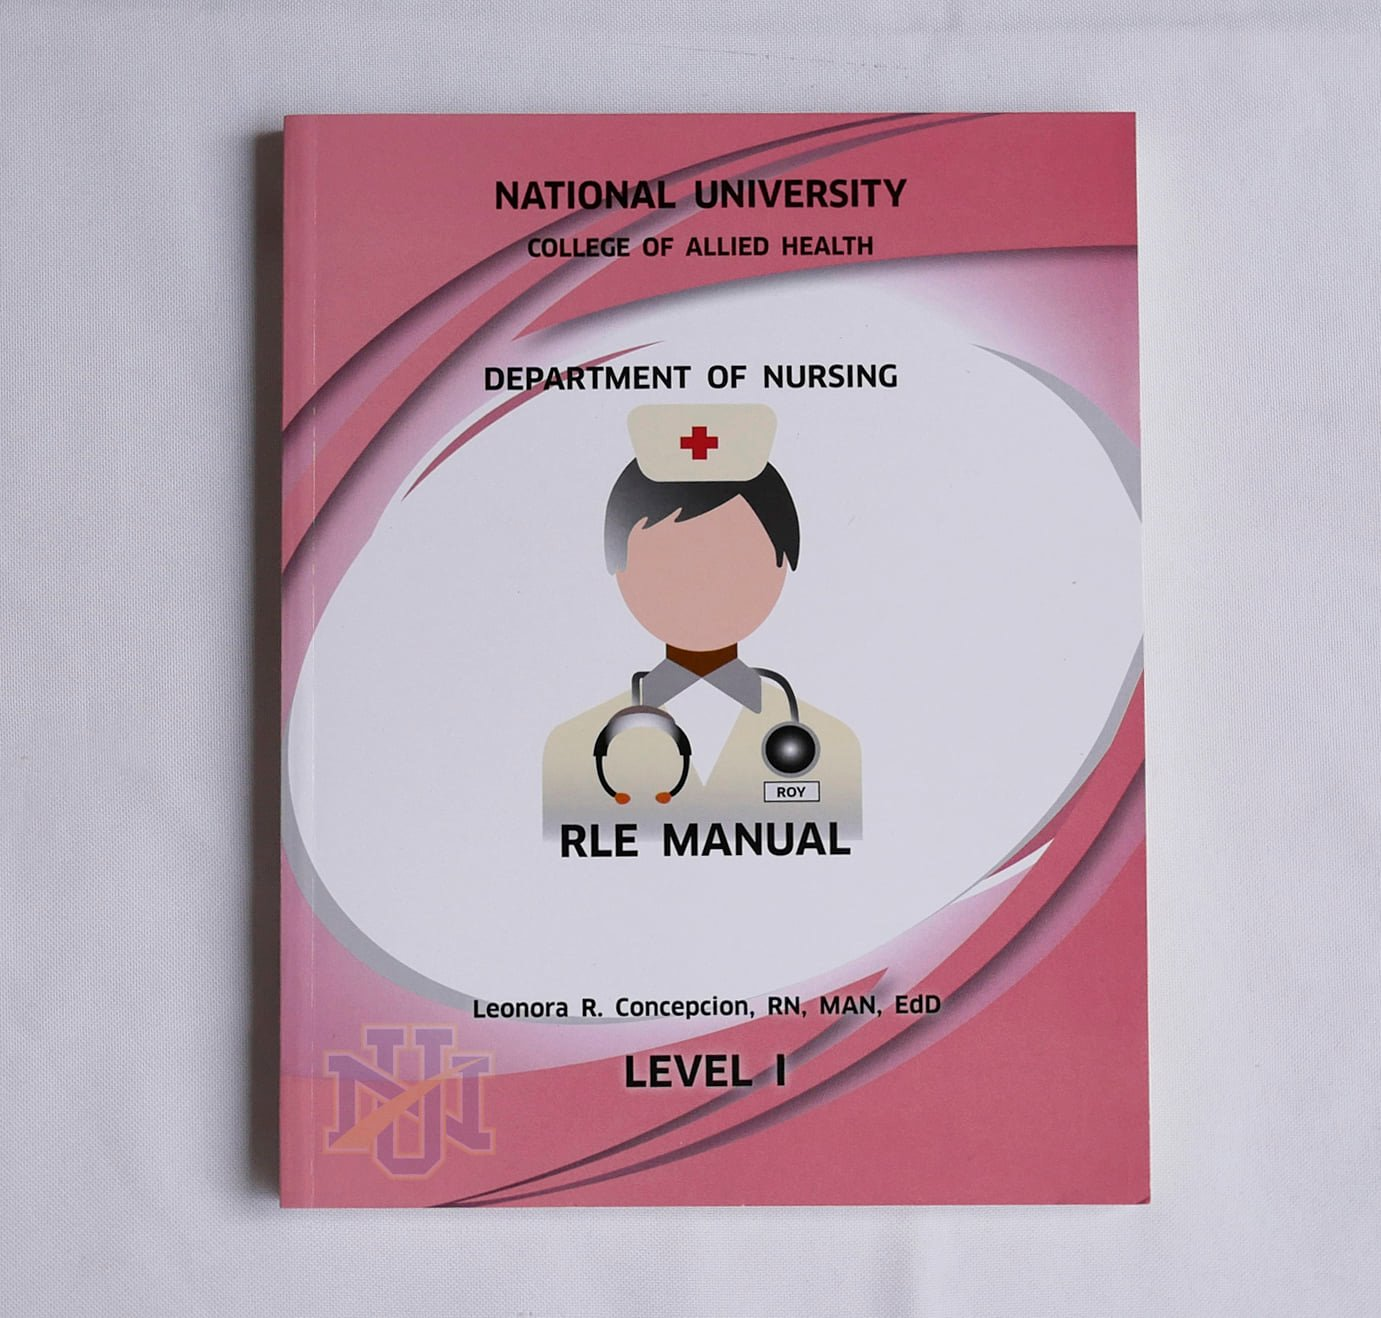 NATIONAL UNIVERSITY
COLLEGE OF ALLIED HEALTH
DEPARTMENT OF NURSING
ROY
RLE MANUAL
Leonora R. Concepcion, RN, MAN, EdD
LEVEL I
NU